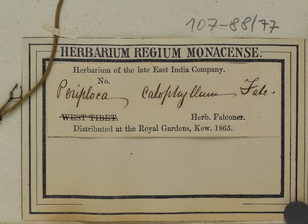 107-88/77
HERBARIUM REGIUM MONACENSE.
Herbarium of the late East India Company.
No.
Periploca calophyllum Falc.
WEST TIBET. Herb. Falconer.
Distributed at the Royal Gardens, Kew. 1865.